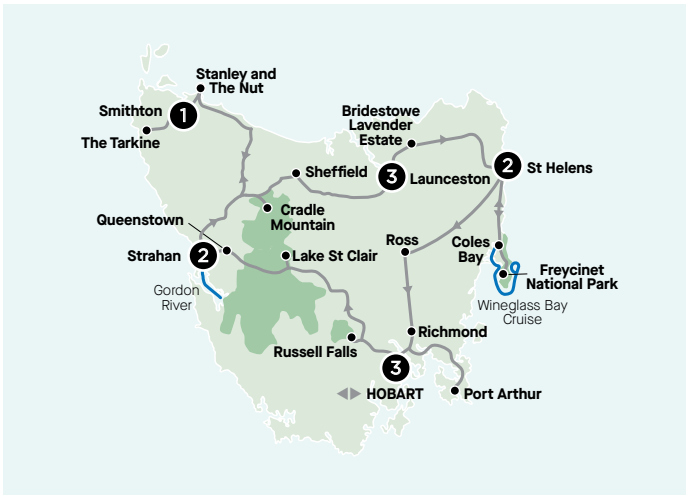 Stanley and
The Nut
Smithton
1
The Tarkine
Bridestowe
Lavender
Estate
Sheffield
3
Launceston
2
St Helens
Queenstown
Cradle
Mountain
Strahan
2
Lake St Clair
Ross
Coles
Bay
Freycinet
National Park
Gordon
River
Wineglass Bay
Cruise
Richmond
Russell Falls
3
HOBART
Port Arthur